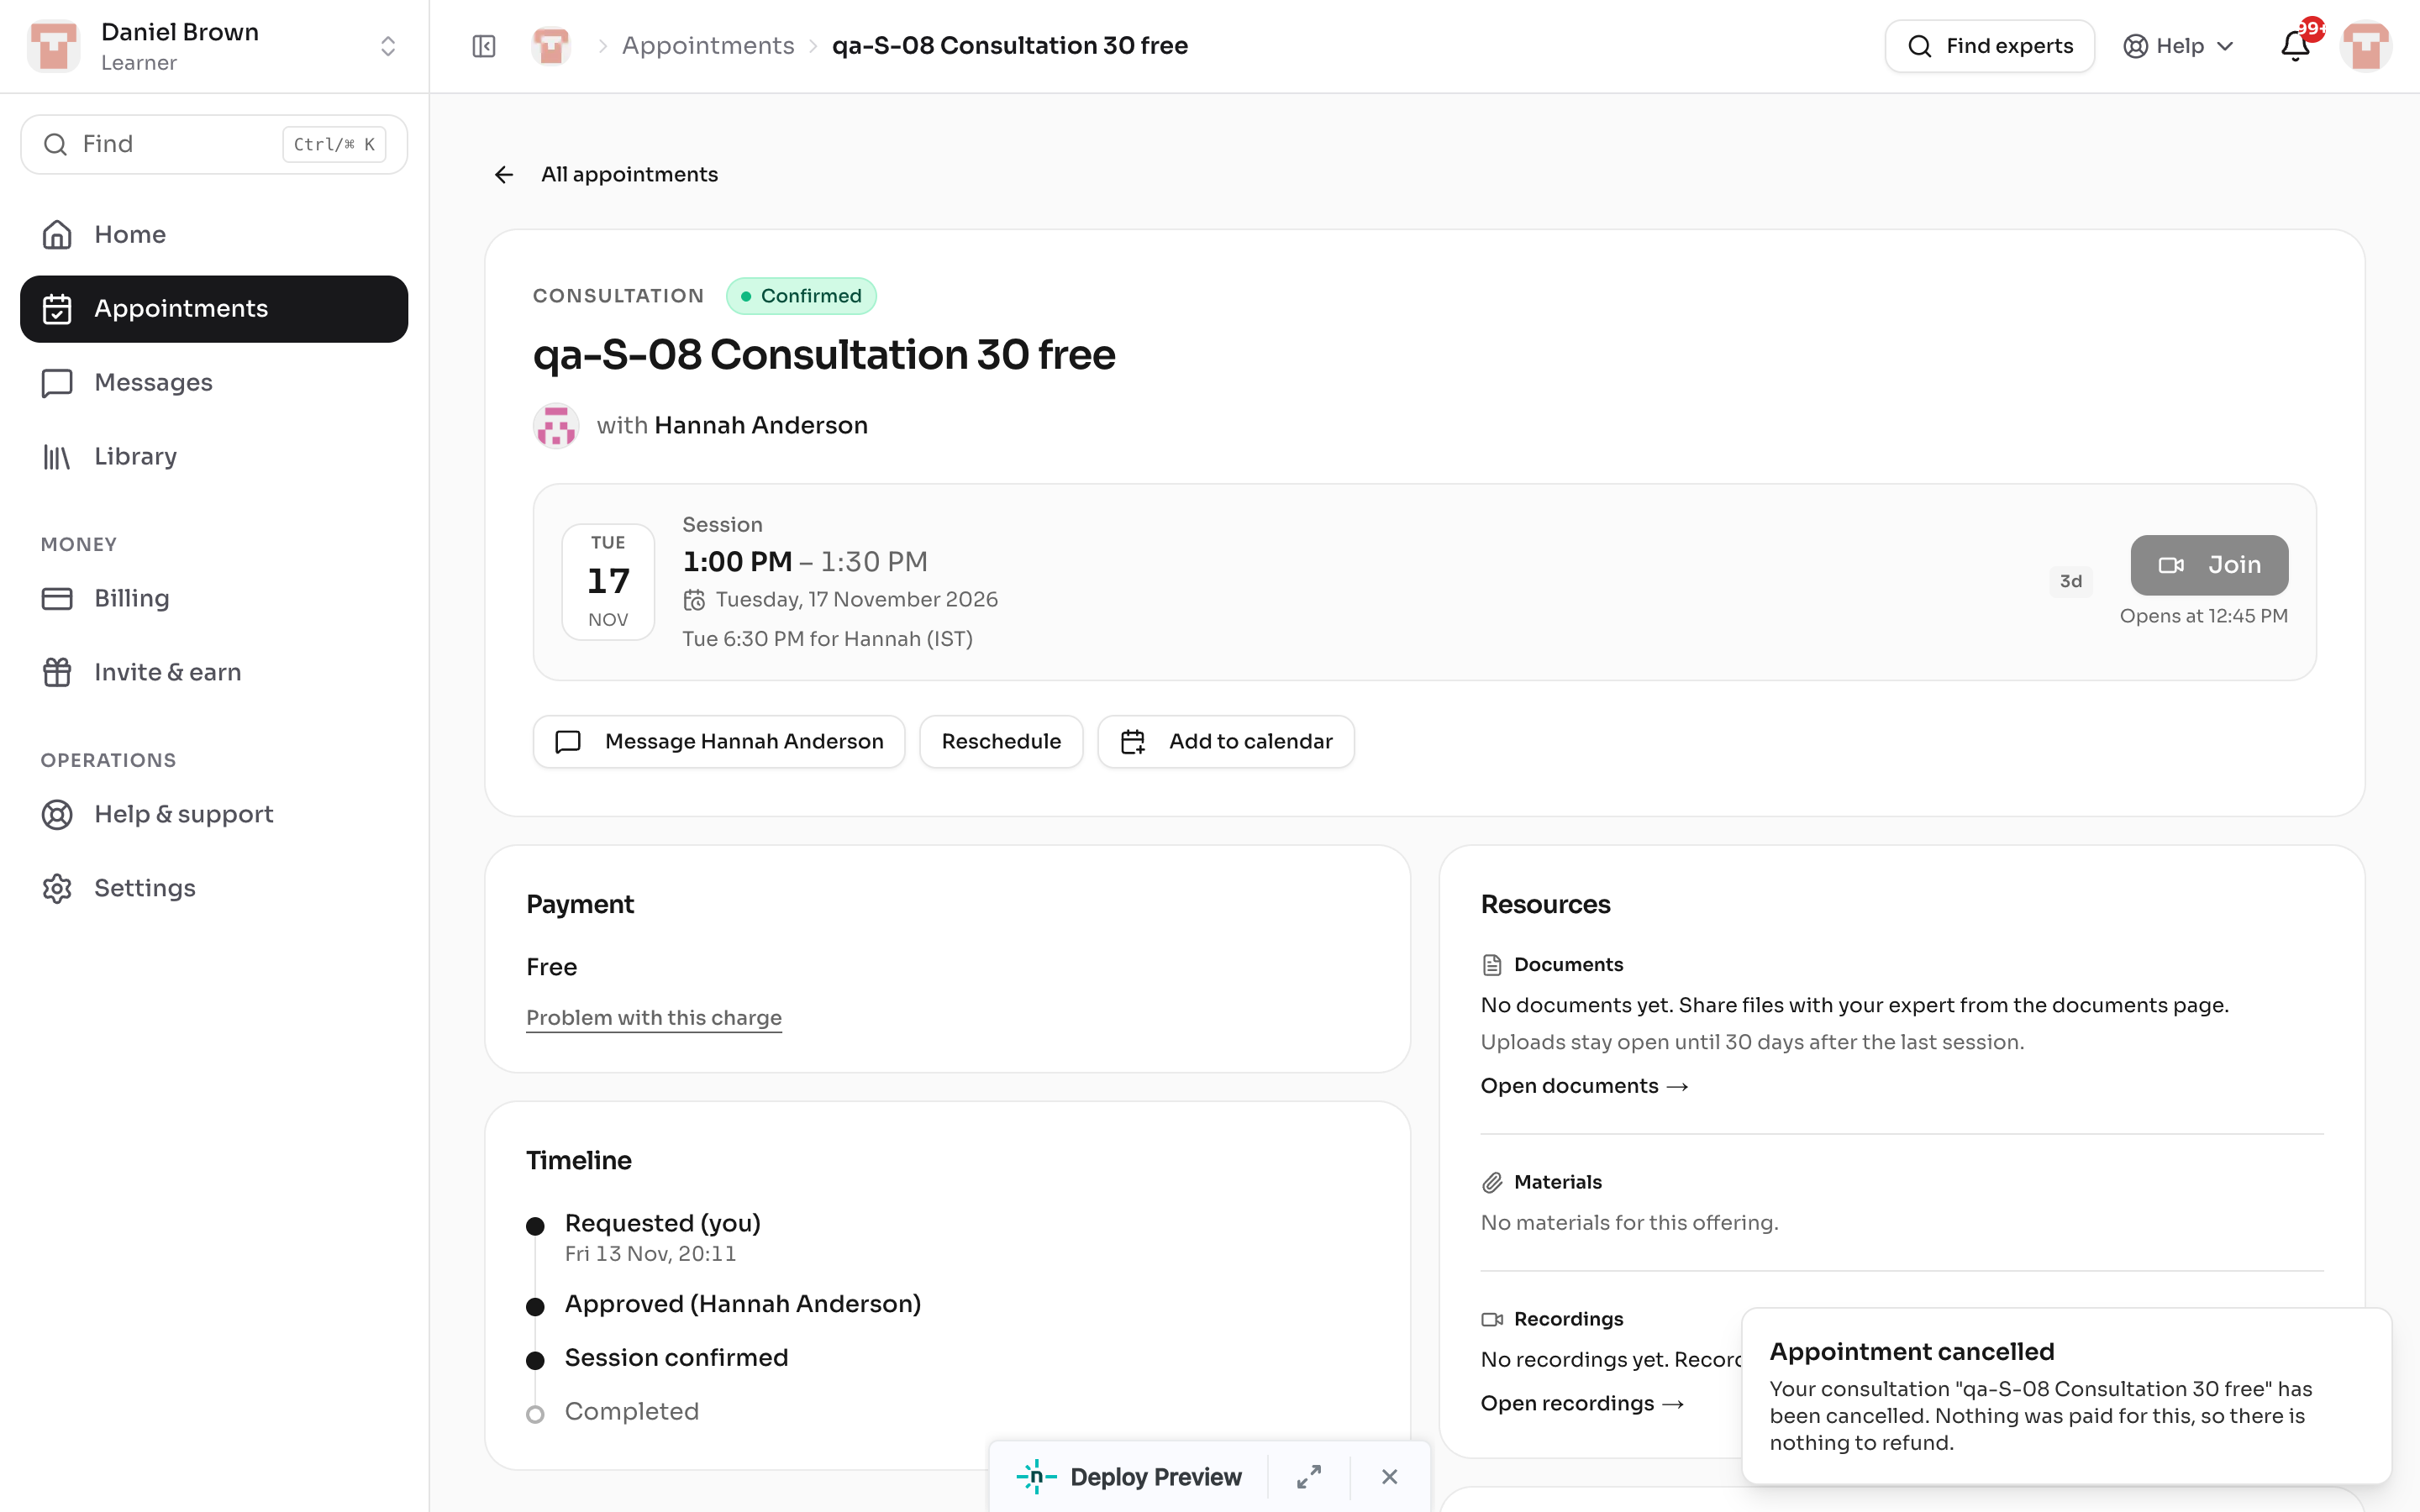 Daniel Brown
Learner
Find
Ctrl/⌘ K
Home
Appointments
Messages
Library
MONEY
Billing
Invite & earn
OPERATIONS
Help & support
Settings
Appointments
qa-S-08 Consultation 30 free
Find experts
Help
99+
All appointments
CONSULTATION
Confirmed
qa-S-08 Consultation 30 free
with Hannah Anderson
TUE
17
NOV
Session
1:00 PM – 1:30 PM
Tuesday, 17 November 2026
Tue 6:30 PM for Hannah (IST)
3d
Join
Opens at 12:45 PM
Message Hannah Anderson
Reschedule
Add to calendar
Payment
Free
Problem with this charge
Timeline
Requested (you)
Fri 13 Nov, 20:11
Approved (Hannah Anderson)
Session confirmed
Completed
Resources
Documents
No documents yet. Share files with your expert from the documents page.
Uploads stay open until 30 days after the last session.
Open documents →
Materials
No materials for this offering.
Recordings
No recordings yet.
Open recordings →
Appointment cancelled
Your consultation "qa-S-08 Consultation 30 free" has
been cancelled. Nothing was paid for this, so there is
nothing to refund.
Deploy Preview